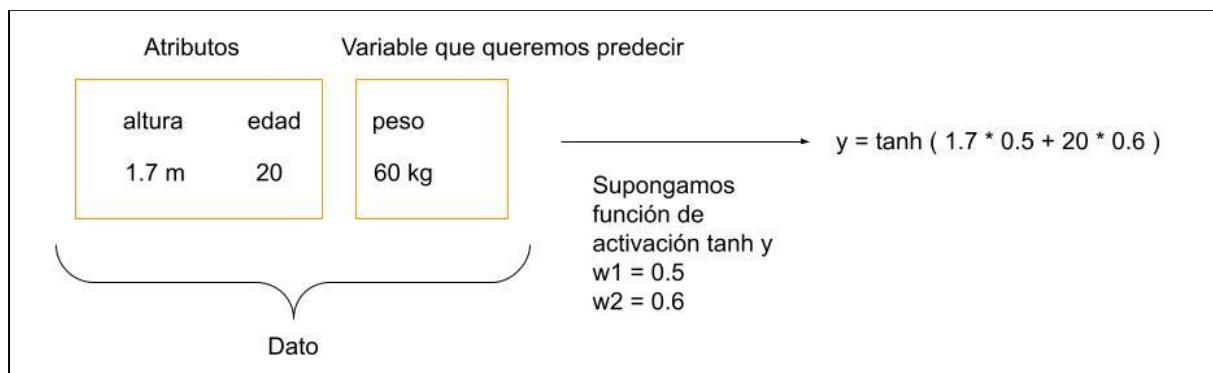 Atributos
Variable que queremos predecir
altura edad
1.7 m 20
peso
60 kg
Supongamos
función de
activación tanh y
w1 = 0.5
w2 = 0.6
y = tanh ( 1.7 * 0.5 + 20 * 0.6 )
Dato